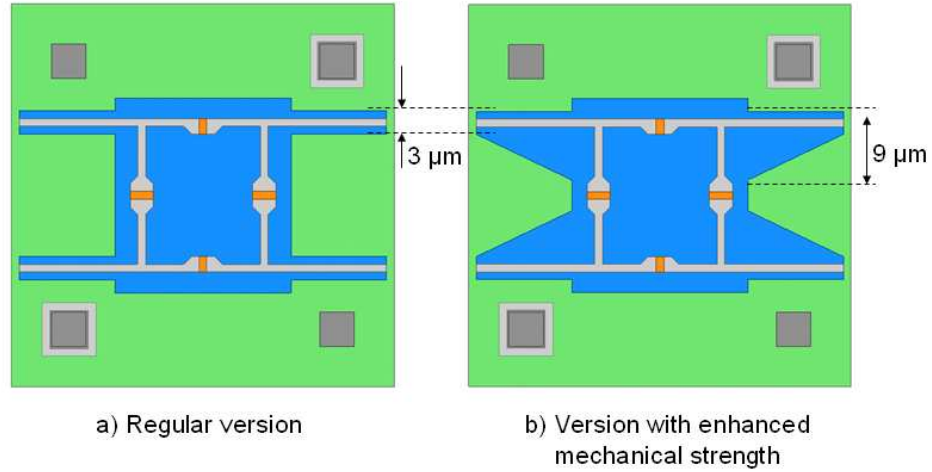 3 µm
9 µm
a) Regular version
b) Version with enhanced
mechanical strength